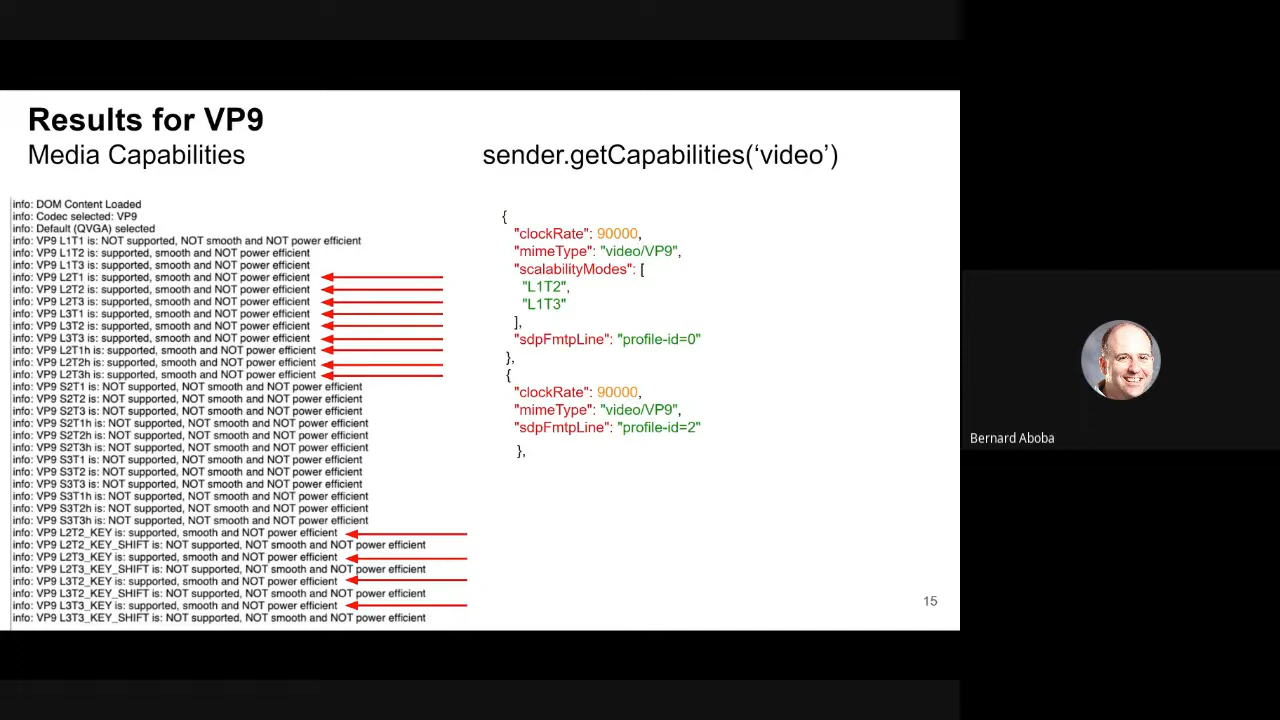 Results for VP9
Media Capabilities
sender.getCapabilities(‘video’)
info: DOM Content Loaded
info: Codec selected: VP9
info: Default (QVGA) selected
info: VP9 L1T1 is: NOT supported, NOT smooth and NOT power efficient
info: VP9 L1T2 is: supported, smooth and NOT power efficient
info: VP9 L1T3 is: supported, smooth and NOT power efficient
info: VP9 L2T1 is: supported, smooth and NOT power efficient
info: VP9 L2T2 is: supported, smooth and NOT power efficient
info: VP9 L2T3 is: supported, smooth and NOT power efficient
info: VP9 L3T1 is: supported, smooth and NOT power efficient
info: VP9 L3T2 is: supported, smooth and NOT power efficient
info: VP9 L3T3 is: supported, smooth and NOT power efficient
info: VP9 L2T1h is: supported, smooth and NOT power efficient
info: VP9 L2T2h is: supported, smooth and NOT power efficient
info: VP9 L2T3h is: supported, smooth and NOT power efficient
info: VP9 S2T1 is: NOT supported, NOT smooth and NOT power efficient
info: VP9 S2T2 is: NOT supported, NOT smooth and NOT power efficient
info: VP9 S2T3 is: NOT supported, NOT smooth and NOT power efficient
info: VP9 S2T1h is: NOT supported, NOT smooth and NOT power efficient
info: VP9 S2T2h is: NOT supported, NOT smooth and NOT power efficient
info: VP9 S2T3h is: NOT supported, NOT smooth and NOT power efficient
info: VP9 S3T1 is: NOT supported, NOT smooth and NOT power efficient
info: VP9 S3T2 is: NOT supported, NOT smooth and NOT power efficient
info: VP9 S3T3 is: NOT supported, NOT smooth and NOT power efficient
info: VP9 S3T1h is: NOT supported, NOT smooth and NOT power efficient
info: VP9 S3T2h is: NOT supported, NOT smooth and NOT power efficient
info: VP9 S3T3h is: NOT supported, NOT smooth and NOT power efficient
info: VP9 L2T2_KEY is: supported, smooth and NOT power efficient
info: VP9 L2T2_KEY_SHIFT is: NOT supported, NOT smooth and NOT power efficient
info: VP9 L2T3_KEY is: supported, smooth and NOT power efficient
info: VP9 L2T3_KEY_SHIFT is: NOT supported, NOT smooth and NOT power efficient
info: VP9 L3T2_KEY is: supported, smooth and NOT power efficient
info: VP9 L3T2_KEY_SHIFT is: NOT supported, NOT smooth and NOT power efficient
info: VP9 L3T3_KEY is: supported, smooth and NOT power efficient
info: VP9 L3T3_KEY_SHIFT is: NOT supported, NOT smooth and NOT power efficient
{
"clockRate": 90000,
"mimeType": "video/VP9",
"scalabilityModes": [
"L1T2",
"L1T3"
],
"sdpFmtpLine": "profile-id=0"
},
{
"clockRate": 90000,
"mimeType": "video/VP9",
"sdpFmtpLine": "profile-id=2"
},
15
Bernard Aboba